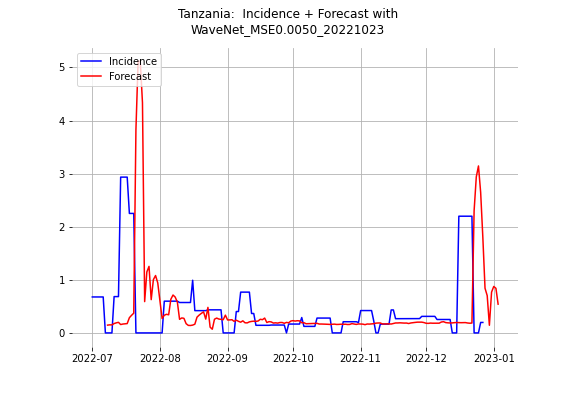 Tanzania:  Incidence + Forecast with
WaveNet_MSE0.0050_20221023
Incidence
Forecast
5
4
3
2
1
0
2022-07 2022-08 2022-09 2022-10 2022-11 2022-12 2023-01